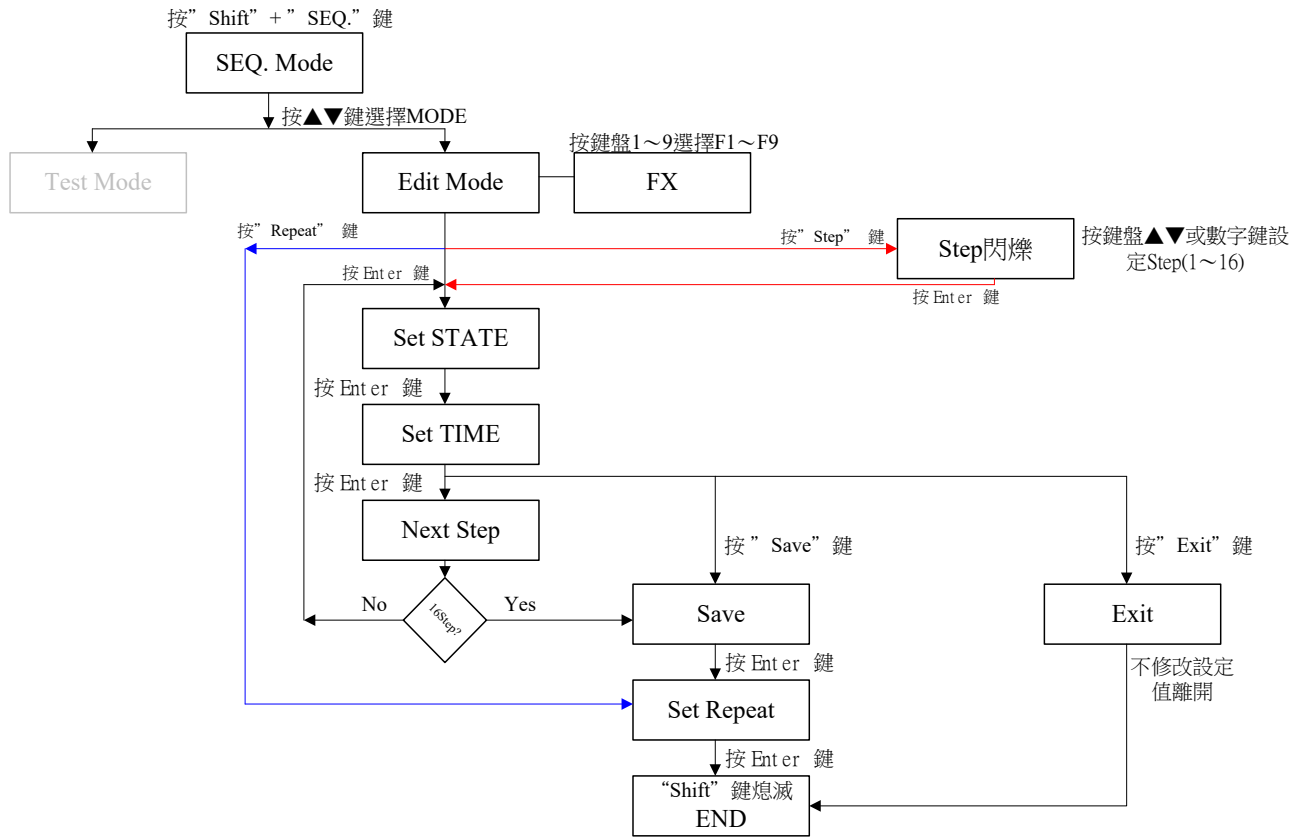 按”Shift”+”SEQ.”鍵
SEQ. Mode
按▲▼鍵選擇MODE
Test Mode
Edit Mode
按鍵盤1～9選擇F1～F9
FX
按”Repeat” 鍵
按”Step” 鍵
Step閃爍
按鍵盤▲▼或數字鍵設
定Step(1～16)
按Enter 鍵
按Enter 鍵
Set STATE
按Enter 鍵
Set TIME
按Enter 鍵
Next Step
按”Save”鍵
按”Exit”鍵
No
16Step?
Yes
Save
Exit
按Enter 鍵
不修改設定
值離開
Set Repeat
按Enter 鍵
“Shift”鍵熄滅
END